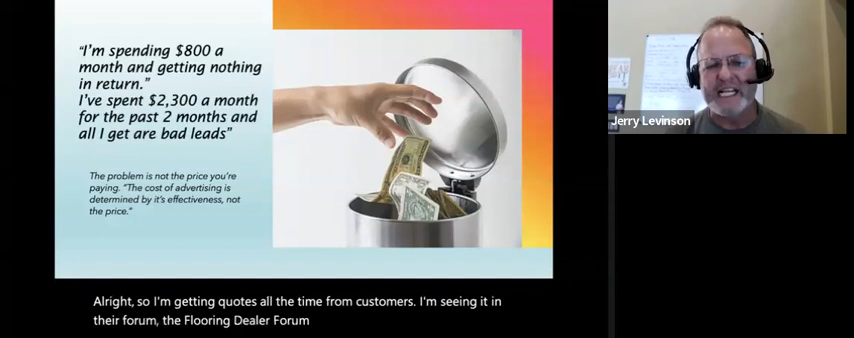 “I’m spending $800 a
month and getting nothing
in return.”
I’ve spent $2,300 a month
for the past 2 months and
all I get are bad leads”
The problem is not the price you’re
paying. “The cost of advertising is
determined by it’s effectiveness, not
the price.”
Jerry Levinson
Alright, so I'm getting quotes all the time from customers. I'm seeing it in
their forum, the Flooring Dealer Forum